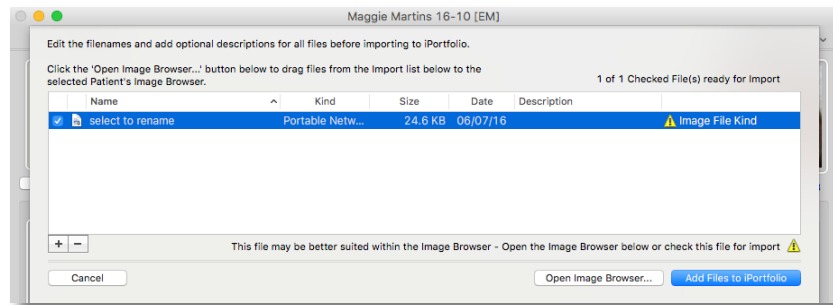 Maggie Martins 16-10 [EM]
Edit the filenames and add optional descriptions for all files before importing to iPortfolio.
Click the 'Open Image Browser...' button below to drag files from the Import list below to the
selected Patient's Image Browser.
1 of 1 Checked File(s) ready for Import
Name Kind Size Date Description
select to rename Portable Netw... 24.6 KB 06/07/16 Image File Kind
+ −
This file may be better suited within the Image Browser - Open the Image Browser below or check this file for import
Cancel Open Image Browser... Add Files to iPortfolio